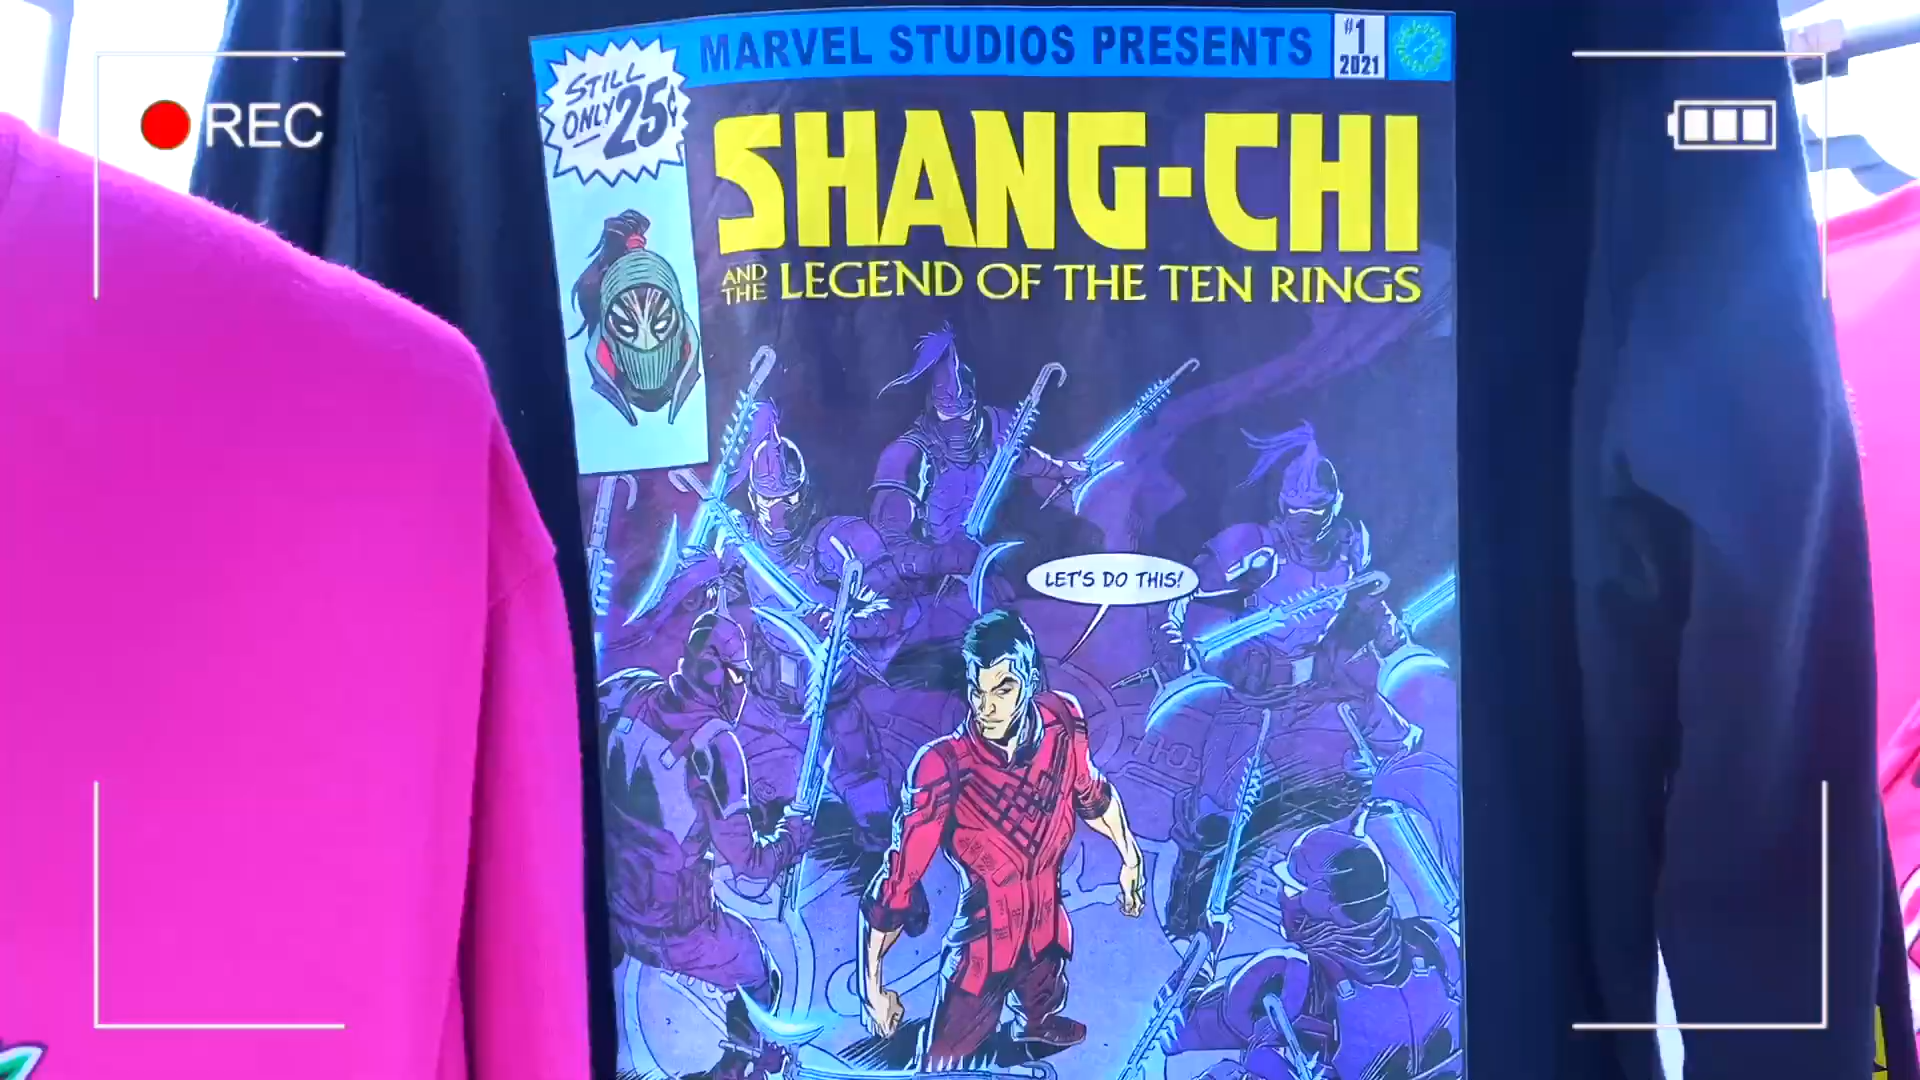 REC
MARVEL STUDIOS PRESENTS
#1
2021
STILL
ONLY 25¢
SHANG-CHI
AND THE LEGEND OF THE TEN RINGS
LET'S DO THIS!